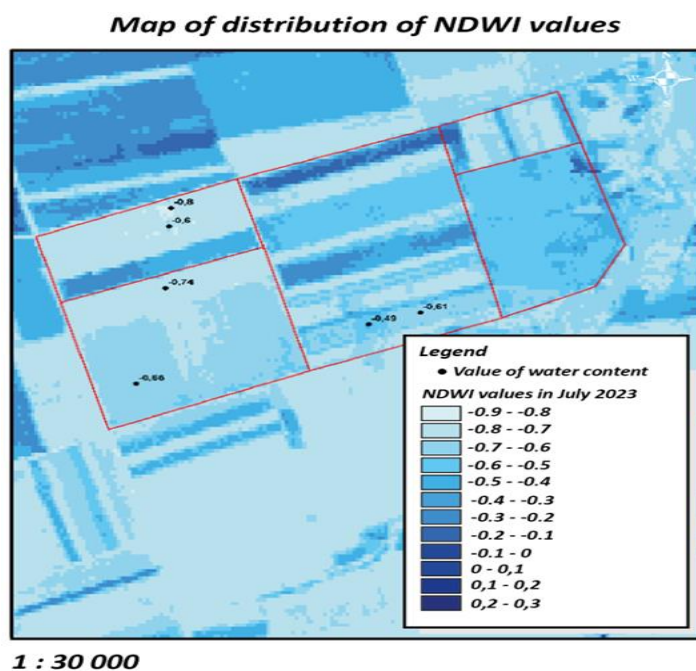 Map of distribution of NDWI values
-0,8
-0,6
-0,74
-0,61
-0,49
Legend
Value of water content
NDWI values in July 2023
-0.9 - -0.8
-0.8 - -0.7
-0.7 - -0.6
-0.6 - -0.5
-0.5 - -0.4
-0.4 - -0.3
-0.3 - -0.2
-0.2 - -0.1
-0.1 - 0
0 - 0,1
0,1 - 0,2
0,2 - 0,3
1 : 30 000